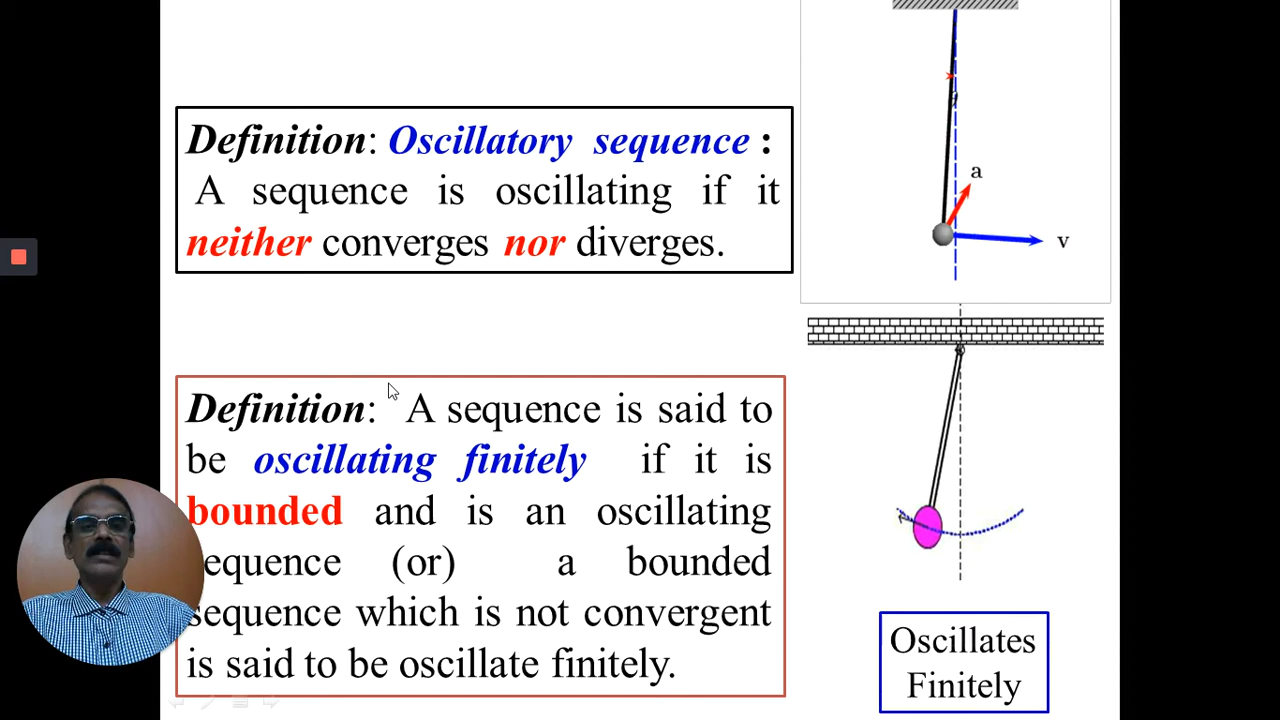 Definition: Oscillatory sequence :
A sequence is oscillating if it
neither converges nor diverges.
a
v
Definition: A sequence is said to
be oscillating finitely if it is
bounded and is an oscillating
equence (or) a bounded
sequence which is not convergent
is said to be oscillate finitely.
Oscillates
Finitely